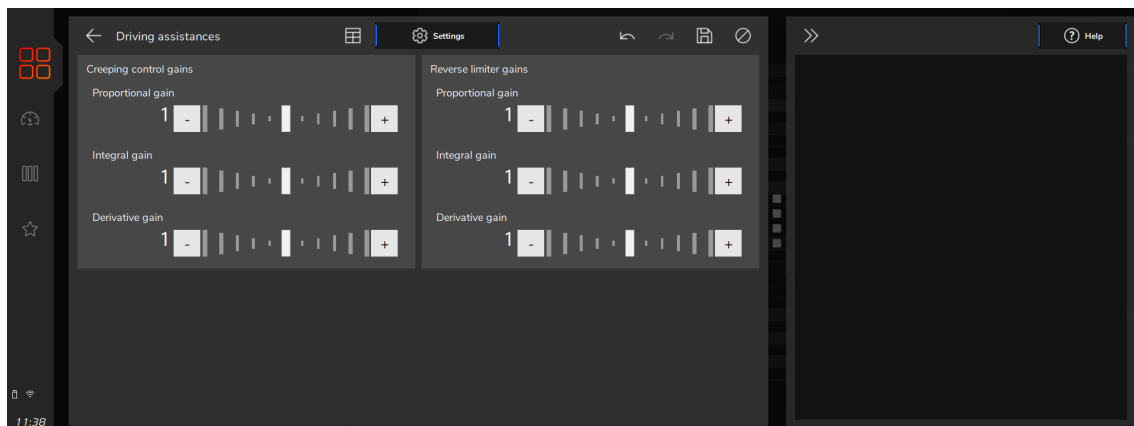 Driving assistances
Settings
Help
Creeping control gains
Proportional gain
1 - +
Integral gain
1 - +
Derivative gain
1 - +
Reverse limiter gains
Proportional gain
1 - +
Integral gain
1 - +
Derivative gain
1 - +
11:38